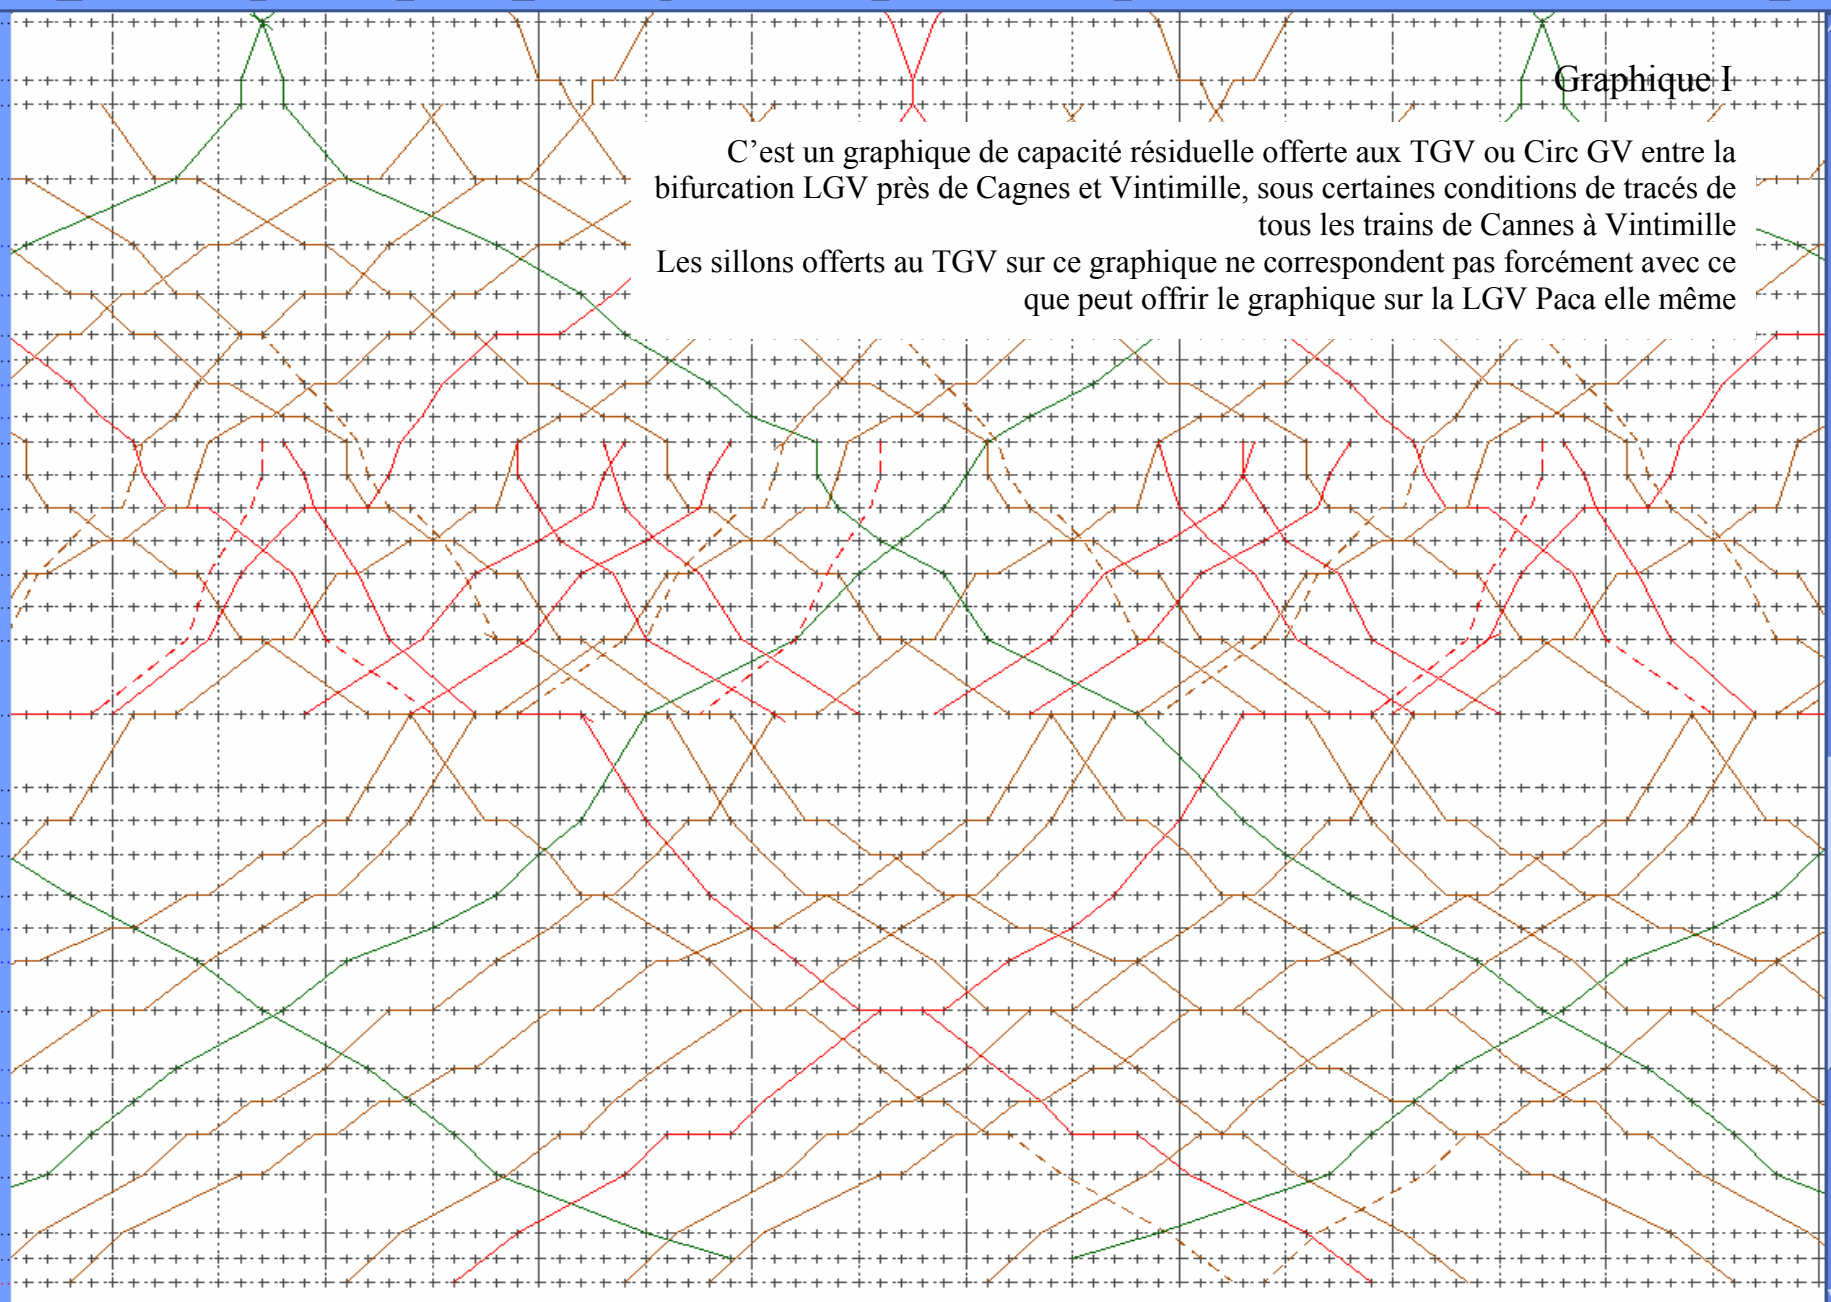 Graphique I
C’est un graphique de capacité résiduelle offerte aux TGV ou Circ GV entre la
bifurcation LGV près de Cagnes et Vintimille, sous certaines conditions de tracés de
tous les trains de Cannes à Vintimille
Les sillons offerts au TGV sur ce graphique ne correspondent pas forcément avec ce
que peut offrir le graphique sur la LGV Paca elle même